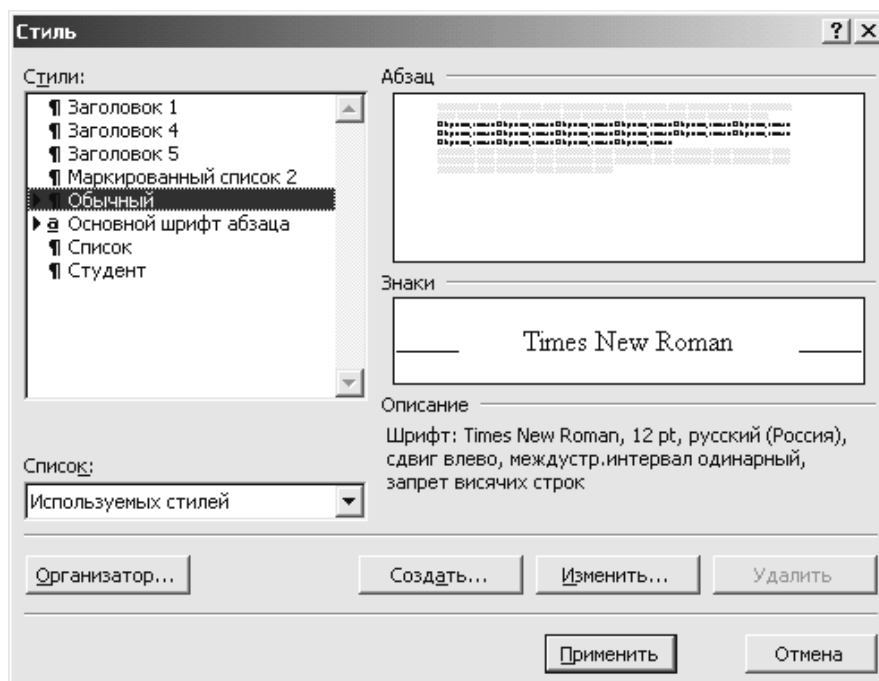 Стиль
Стили:
¶ Заголовок 1
¶ Заголовок 4
¶ Заголовок 5
¶ Маркированный список 2
¶ Обычный
a Основной шрифт абзаца
¶ Список
¶ Студент
Список:
Используемых стилей
Абзац
Знаки
Times New Roman
Описание
Шрифт: Times New Roman, 12 pt, русский (Россия),
сдвиг влево, междустр.интервал одинарный,
запрет висячих строк
Организатор...
Создать...
Изменить...
Удалить
Применить
Отмена